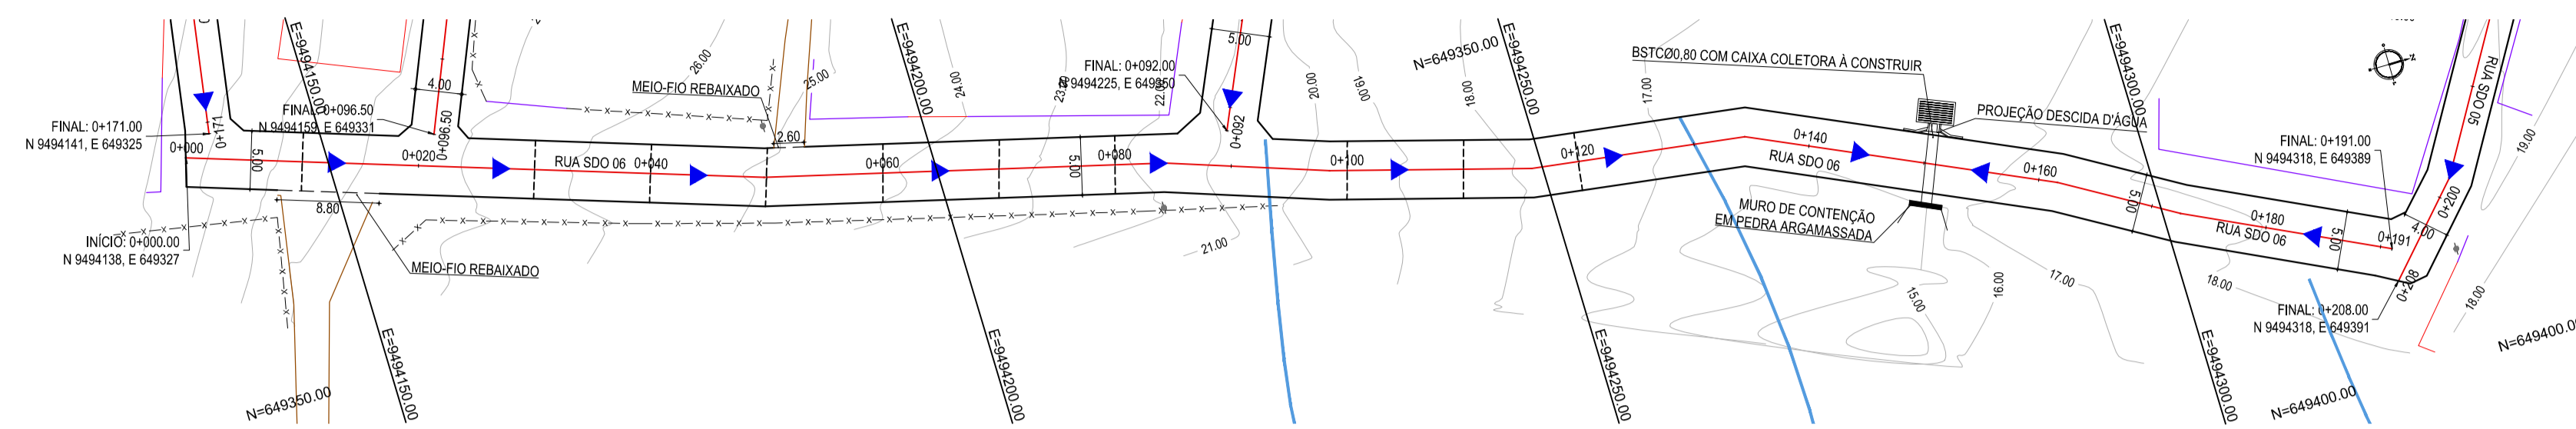 FINAL: 0+171.00
N 9494141, E 649325
0+000
0+171
5.00
INÍCIO: 0+000.00
N 9494138, E 649327
8.80
MEIO-FIO REBAIXADO
N=649350.00
E=9494150.00
E=9494150.00
FINAL: 0+096.50
N 9494159, E 649331
4.00
0+096.50
0+020
RUA SDO 06
0+040
26.00
MEIO-FIO REBAIXADO
2.60
25.00
0+060
E=9494200.00
E=9494200.00
24.00
23.00
22.00
5.00
0+080
FINAL: 0+092.00
N 9494225, E 649350
5.00
0+092
21.00
20.00
19.00
18.00
0+100
N=649350.00
E=9494250.00
E=9494250.00
0+120
17.00
BSTCØ0,80 COM CAIXA COLETORA À CONSTRUIR
PROJEÇÃO DESCIDA D'ÁGUA
0+140
RUA SDO 06
MURO DE CONTENÇÃO
EM PEDRA ARGAMASSADA
0+160
15.00
16.00
17.00
E=9494300.00
E=9494300.00
5.00
0+180
RUA SDO 06
18.00
5.00
0+191
FINAL: 0+191.00
N 9494318, E 649389
RUA SDO 05
0+200
4.00
0+208
FINAL: 0+208.00
N 9494318, E 649391
18.00
19.00
N=649400.00
N=649400.00
N